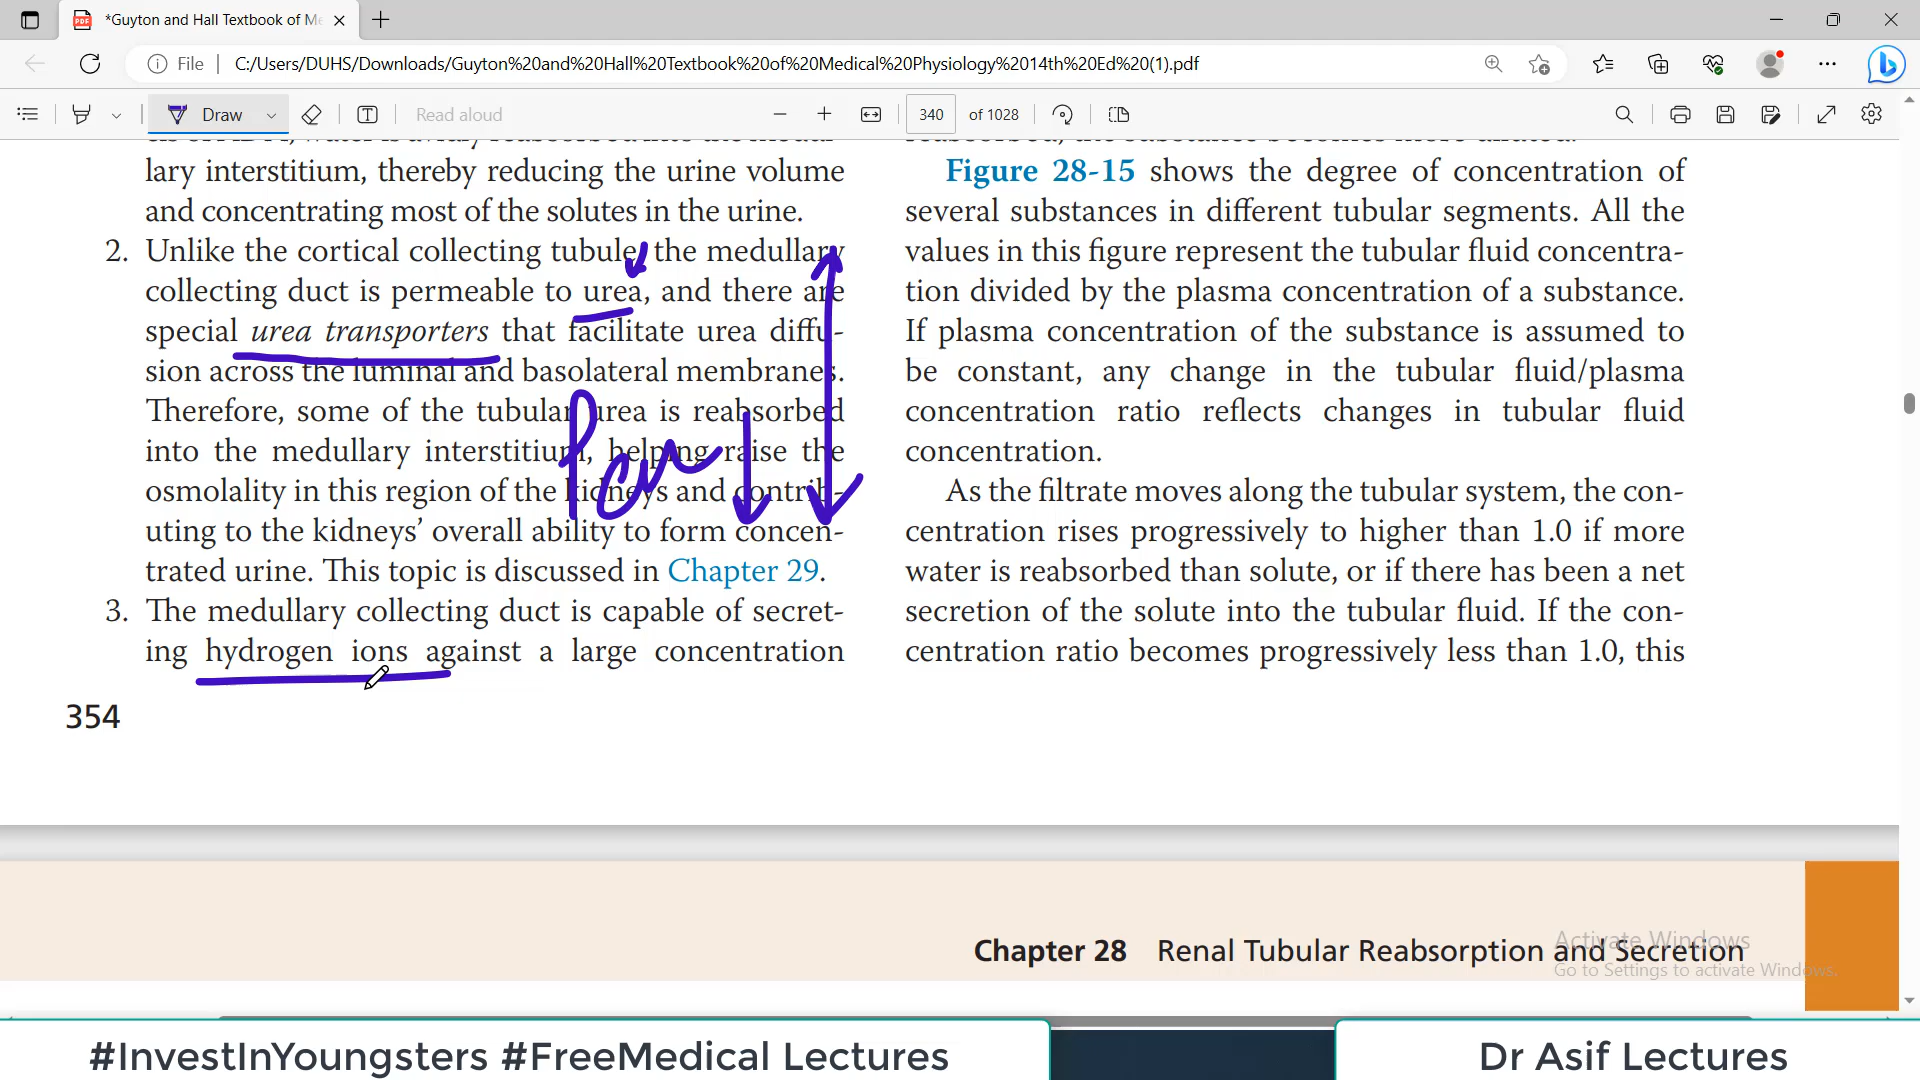 *Guyton and Hall Textbook of Me
File
C:/Users/DUHS/Downloads/Guyton%20and%20Hall%20Textbook%20of%20Medical%20Physiology%2014th%20Ed%20(1).pdf
Draw
Read aloud
340 of 1028
lary interstitium, thereby reducing the urine volume
and concentrating most of the solutes in the urine.
2. Unlike the cortical collecting tubule, the medullary
collecting duct is permeable to urea, and there are
special urea transporters that facilitate urea diffu-
sion across the luminal and basolateral membranes.
Therefore, some of the tubular urea is reabsorbed
into the medullary interstitium, helping raise the
osmolality in this region of the kidneys and contrib-
uting to the kidneys’ overall ability to form concen-
trated urine. This topic is discussed in Chapter 29.
3. The medullary collecting duct is capable of secret-
ing hydrogen ions against a large concentration
354
reabsorbed, the substance becomes more diluted.
Figure 28-15 shows the degree of concentration of
several substances in different tubular segments. All the
values in this figure represent the tubular fluid concentra-
tion divided by the plasma concentration of a substance.
If plasma concentration of the substance is assumed to
be constant, any change in the tubular fluid/plasma
concentration ratio reflects changes in tubular fluid
concentration.
As the filtrate moves along the tubular system, the con-
centration rises progressively to higher than 1.0 if more
water is reabsorbed than solute, or if there has been a net
secretion of the solute into the tubular fluid. If the con-
centration ratio becomes progressively less than 1.0, this
Chapter 28 Renal Tubular Reabsorption and Secretion
Activate Windows
Go to Settings to activate Windows.
#InvestInYoungsters #FreeMedical Lectures
Dr Asif Lectures